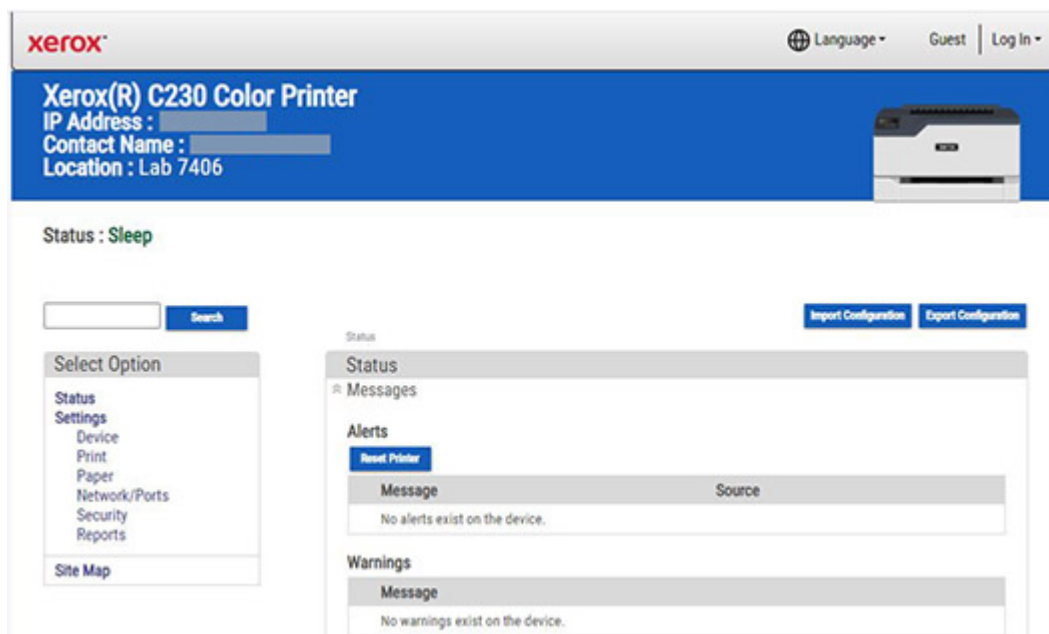 xerox™
Language
Guest
Log In
Xerox(R) C230 Color Printer
IP Address :
Contact Name :
Location : Lab 7406
Status : Sleep
Search
Import Configuration
Export Configuration
Status
Select Option
Status
Settings
Device
Print
Paper
Network/Ports
Security
Reports
Site Map
Status
Messages
Alerts
Reset Printer
Message Source
No alerts exist on the device.
Warnings
Message
No warnings exist on the device.